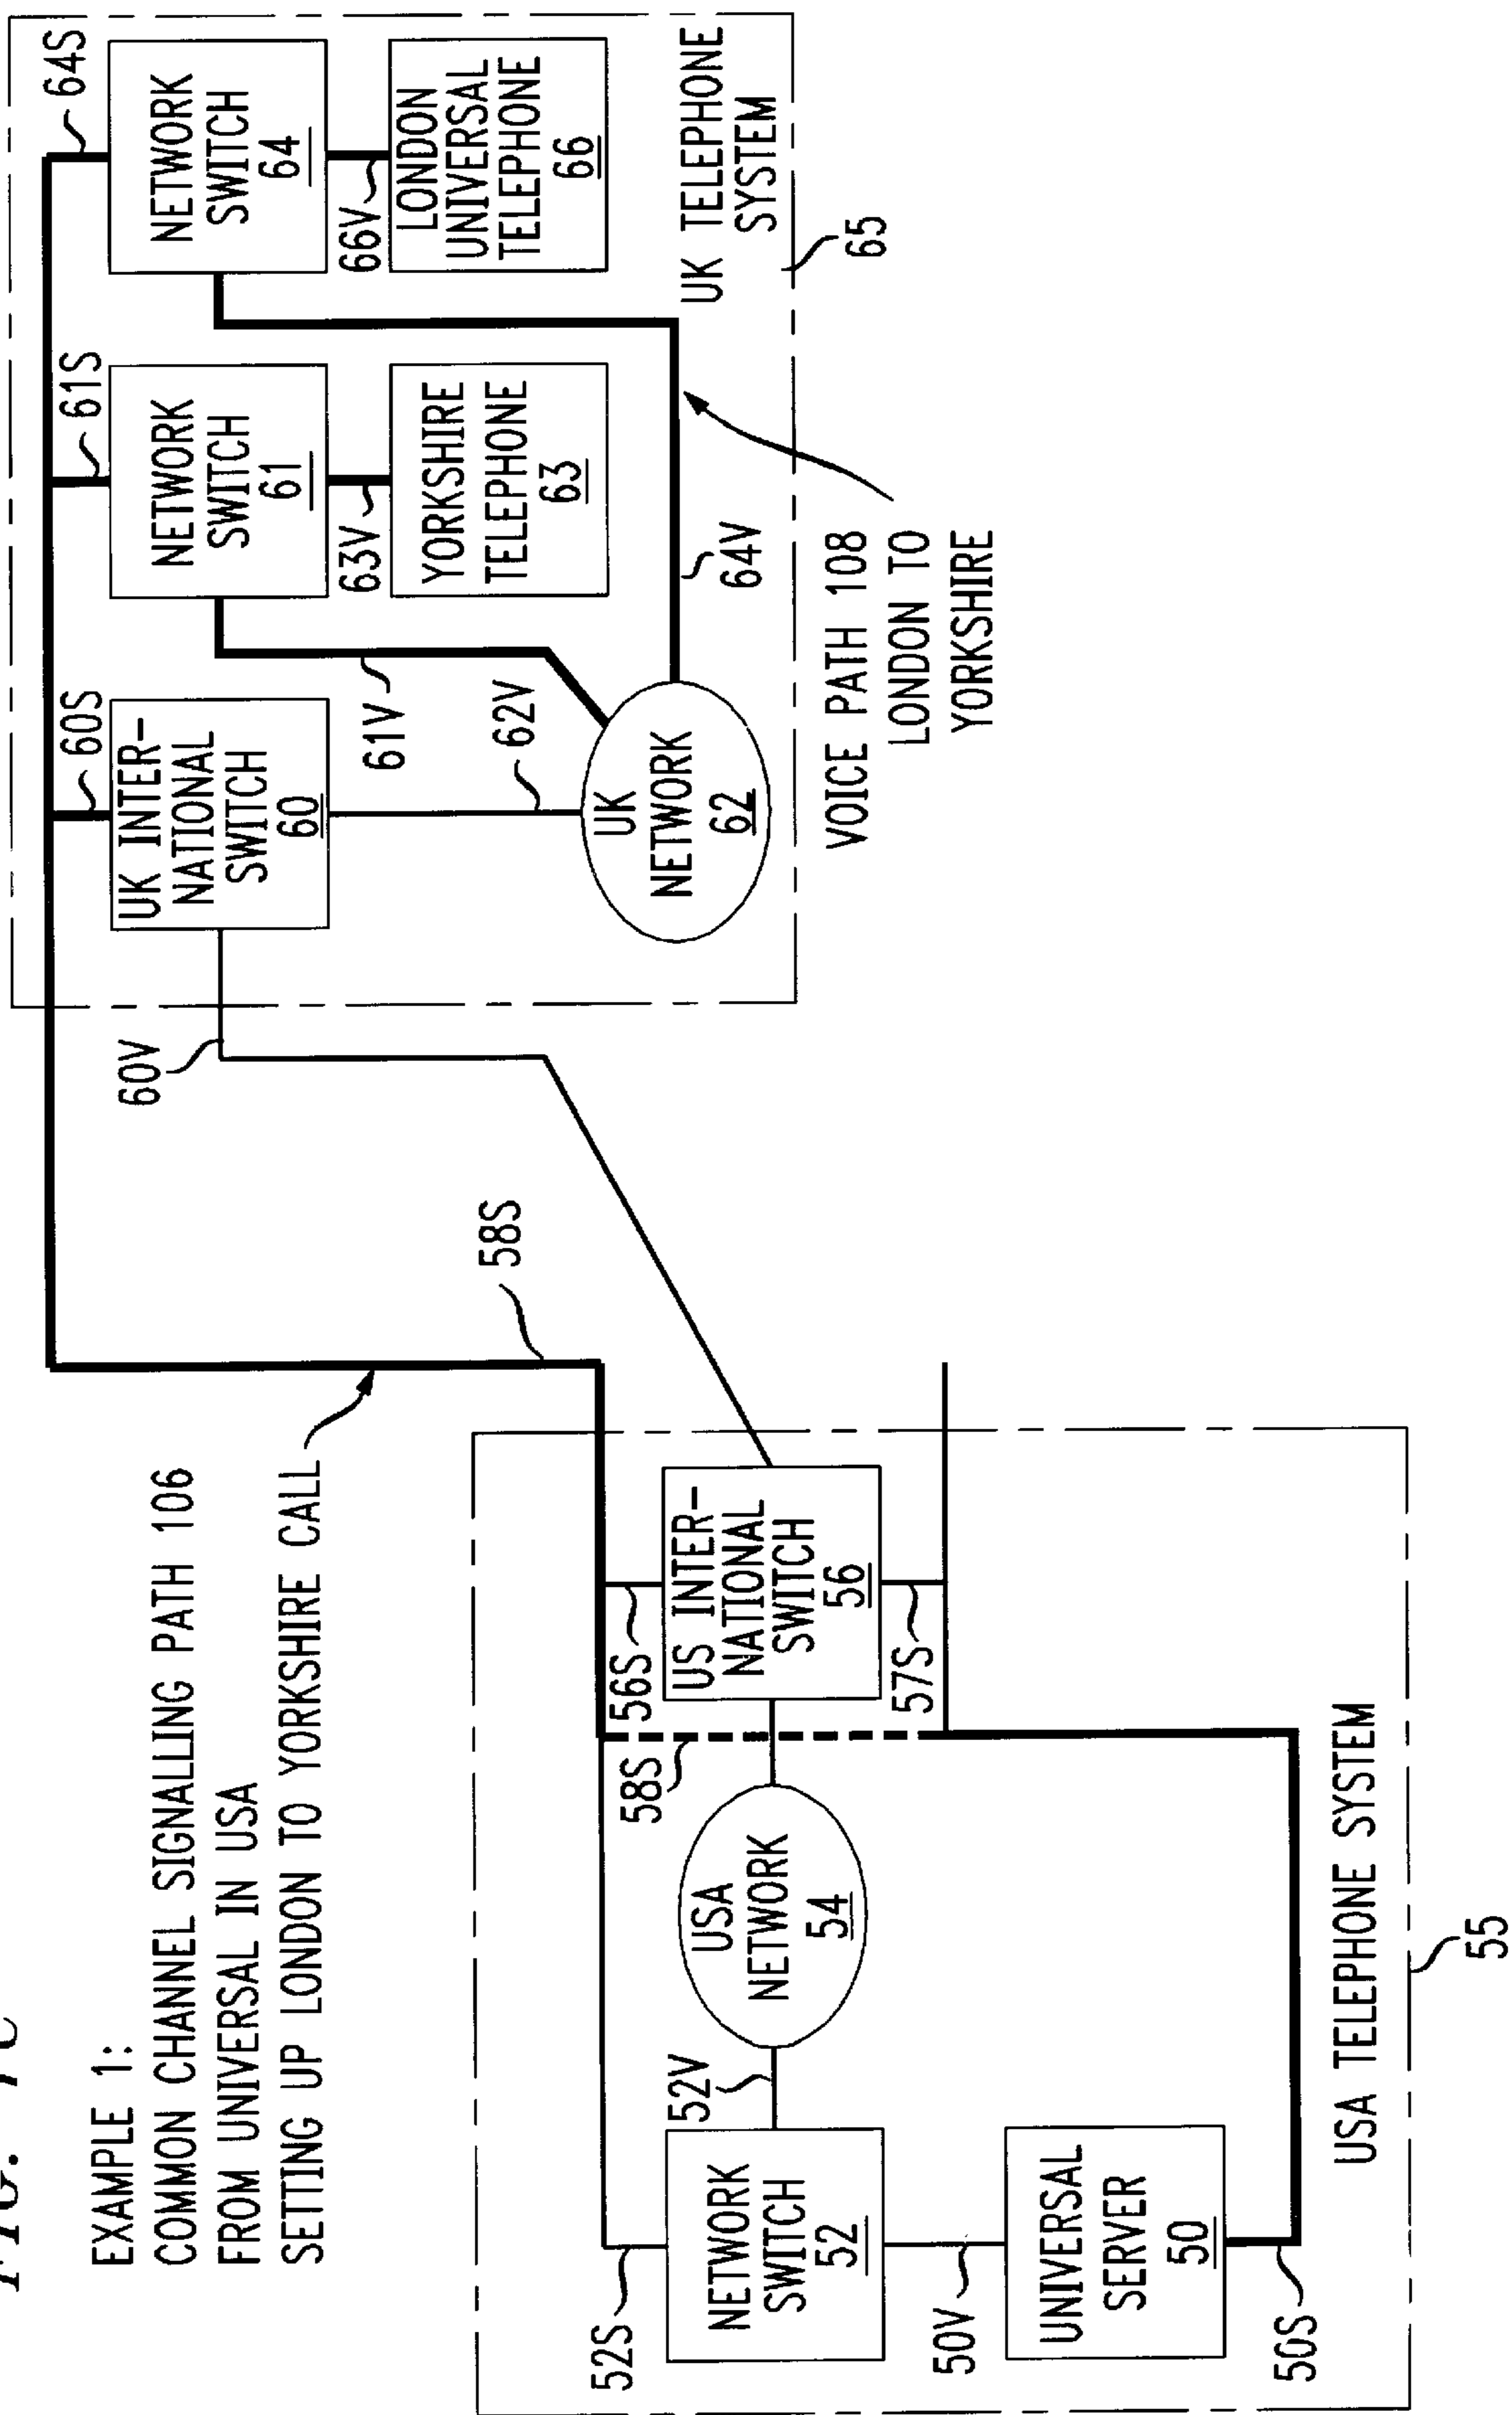 EXAMPLE 1:
COMMON CHANNEL SIGNALLING PATH 106
FROM UNIVERSAL IN USA
SETTING UP LONDON TO YORKSHIRE CALL
58S
60V
60S
61S
64S
UK INTER-
NATIONAL
SWITCH
60
NETWORK
SWITCH
61
NETWORK
SWITCH
64
61V
63V
66V
62V
YORKSHIRE
TELEPHONE
63
LONDON
UNIVERSAL
TELEPHONE
66
UK
NETWORK
62
64V
UK TELEPHONE
SYSTEM
65
VOICE PATH 108
LONDON TO
YORKSHIRE
52S
56S
58S
NETWORK
SWITCH
52
52V
USA
NETWORK
54
US INTER-
NATIONAL
SWITCH
56
57S
50V
UNIVERSAL
SERVER
50
50S
USA TELEPHONE SYSTEM
55